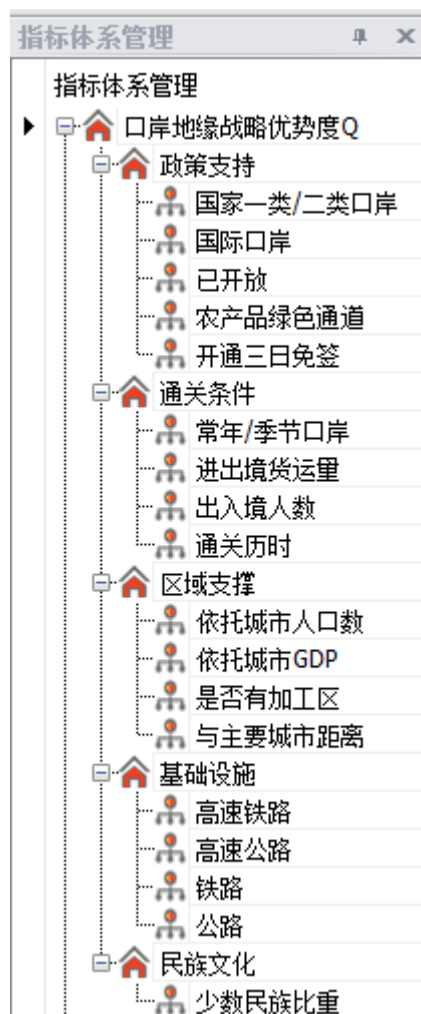 指标体系管理
指标体系管理
口岸地缘战略优势度Q
政策支持
国家一类/二类口岸
国际口岸
已开放
农产品绿色通道
开通三日免签
通关条件
常年/季节口岸
进出境货运量
出入境人数
通关历时
区域支撑
依托城市人口数
依托城市GDP
是否有加工区
与主要城市距离
基础设施
高速铁路
高速公路
铁路
公路
民族文化
少数民族比重